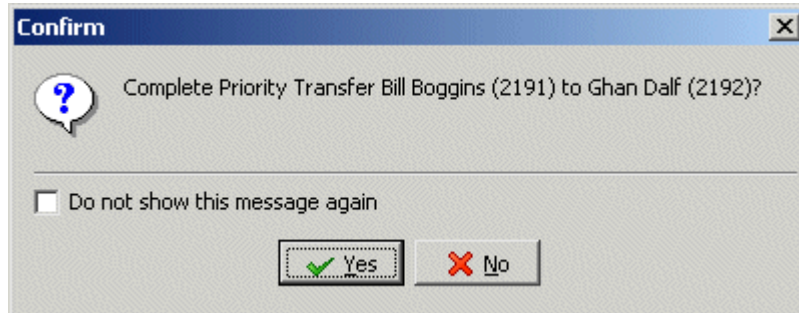 Confirm
Complete Priority Transfer Bill Boggins (2191) to Ghan Dalf (2192)?
Do not show this message again
Yes No